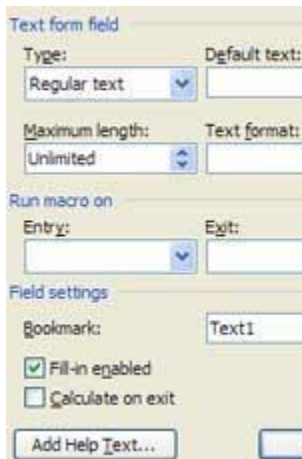 Text form field
Type: Default text:
Regular text
Maximum length: Text format:
Unlimited
Run macro on
Entry: Exit:
Field settings
Bookmark: Text1
Fill-in enabled
Calculate on exit
Add Help Text...